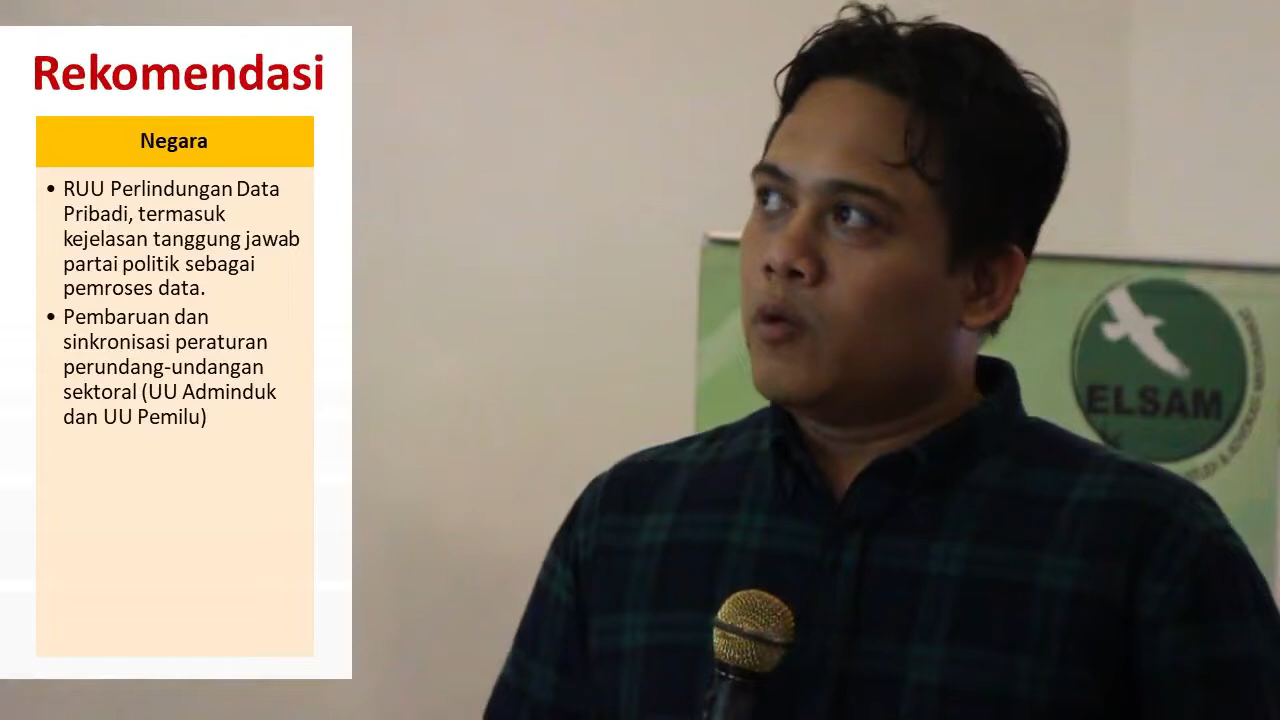 Rekomendasi
Negara
• RUU Perlindungan Data
Pribadi, termasuk
kejelasan tanggung jawab
partai politik sebagai
pemroses data.
• Pembaruan dan
sinkronisasi peraturan
perundang-undangan
sektoral (UU Adminduk
dan UU Pemilu)
ELSAM